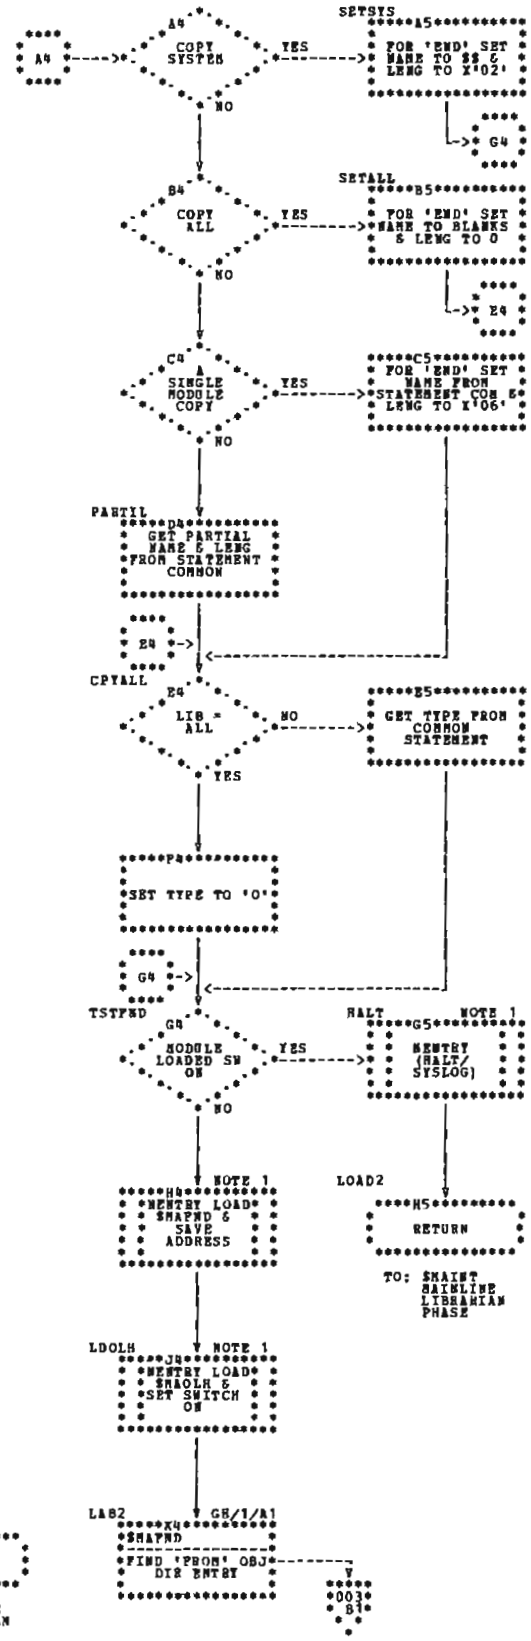 A4
A4
COPY
SYSTEM
YES
NO
SETSYS
A5
FOR 'END' SET
NAME TO $$ &
LENG TO X'02'
G4
B4
COPY
ALL
YES
NO
SETALL
B5
FOR 'END' SET
NAME TO BLANKS
& LENG TO 0
E4
C4
A
SINGLE
MODULE
COPY
YES
NO
C5
FOR 'END' SET
NAME FROM
STATEMENT COM &
LENG TO X'06'
PARTIL
D4
GET PARTIAL
NAME & LENG
FROM STATEMENT
COMMON
E4
CPYALL
E4
LIB =
ALL
NO
YES
E5
GET TYPE FROM
COMMON
STATEMENT
F4
SET TYPE TO 'O'
G4
TSTFND
G4
MODULE
LOADED SW
ON
YES
NO
HALT NOTE 1
G5
NENTRY
(HALT/
SYSLOG)
NOTE 1
H4
NENTRY LOAD
$MAFND &
SAVE
ADDRESS
LOAD2
H5
RETURN
TO: $MAINT
MAINLINE
LIBRARIAN
PHASE
LDOLH NOTE 1
J4
NENTRY LOAD
$MAOLH &
SET SWITCH
ON
LAB2 GH/1/A1
K4
$MAFND
FIND 'FROM' OBJ
DIR ENTRY
003
B1